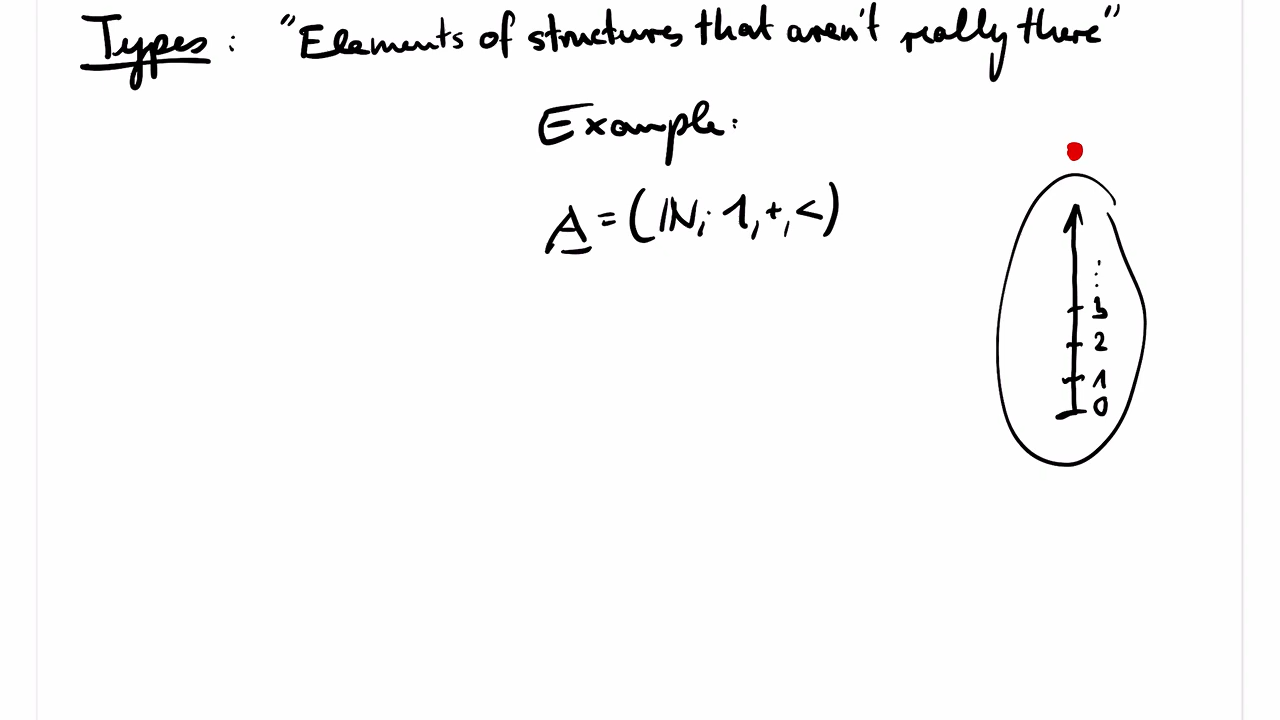 Types: "Elements of structures that aren't really there"
Example:
A = (ℕ; 1, +, <)
⋮
3
2
1
0